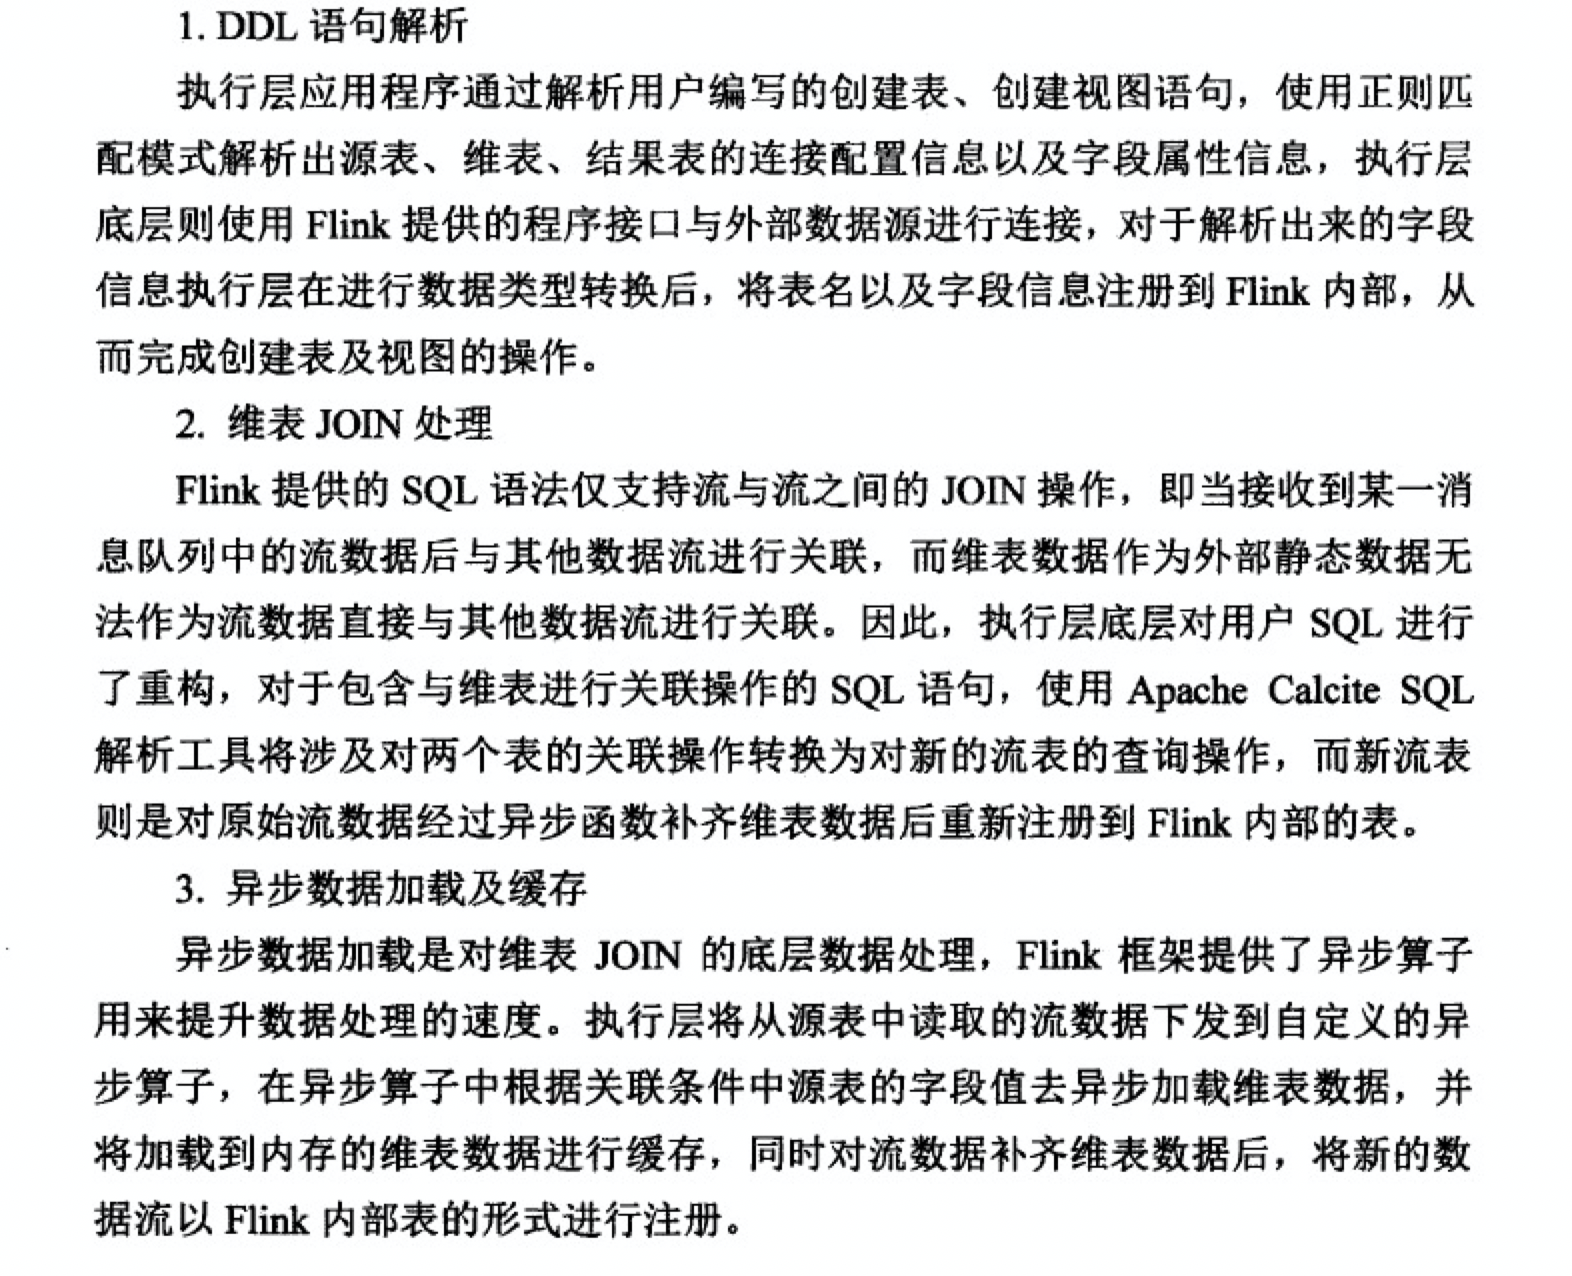 1. DDL 语句解析
执行层应用程序通过解析用户编写的创建表、创建视图语句，使用正则匹
配模式解析出源表、维表、结果表的连接配置信息以及字段属性信息，执行层
底层则使用 Flink 提供的程序接口与外部数据源进行连接，对于解析出来的字段
信息执行层在进行数据类型转换后，将表名以及字段信息注册到 Flink 内部，从
而完成创建表及视图的操作。
2. 维表 JOIN 处理
Flink 提供的 SQL 语法仅支持流与流之间的 JOIN 操作，即当接收到某一消
息队列中的流数据后与其他数据流进行关联，而维表数据作为外部静态数据无
法作为流数据直接与其他数据流进行关联。因此，执行层底层对用户 SQL 进行
了重构，对于包含与维表进行关联操作的 SQL 语句，使用 Apache Calcite SQL
解析工具将涉及对两个表的关联操作转换为对新的流表的查询操作，而新流表
则是对原始流数据经过异步函数补齐维表数据后重新注册到 Flink 内部的表。
3. 异步数据加载及缓存
异步数据加载是对维表 JOIN 的底层数据处理，Flink 框架提供了异步算子
用来提升数据处理的速度。执行层将从源表中读取的流数据下发到自定义的异
步算子，在异步算子中根据关联条件中源表的字段值去异步加载维表数据，并
将加载到内存的维表数据进行缓存，同时对流数据补齐维表数据后，将新的数
据流以 Flink 内部表的形式进行注册。